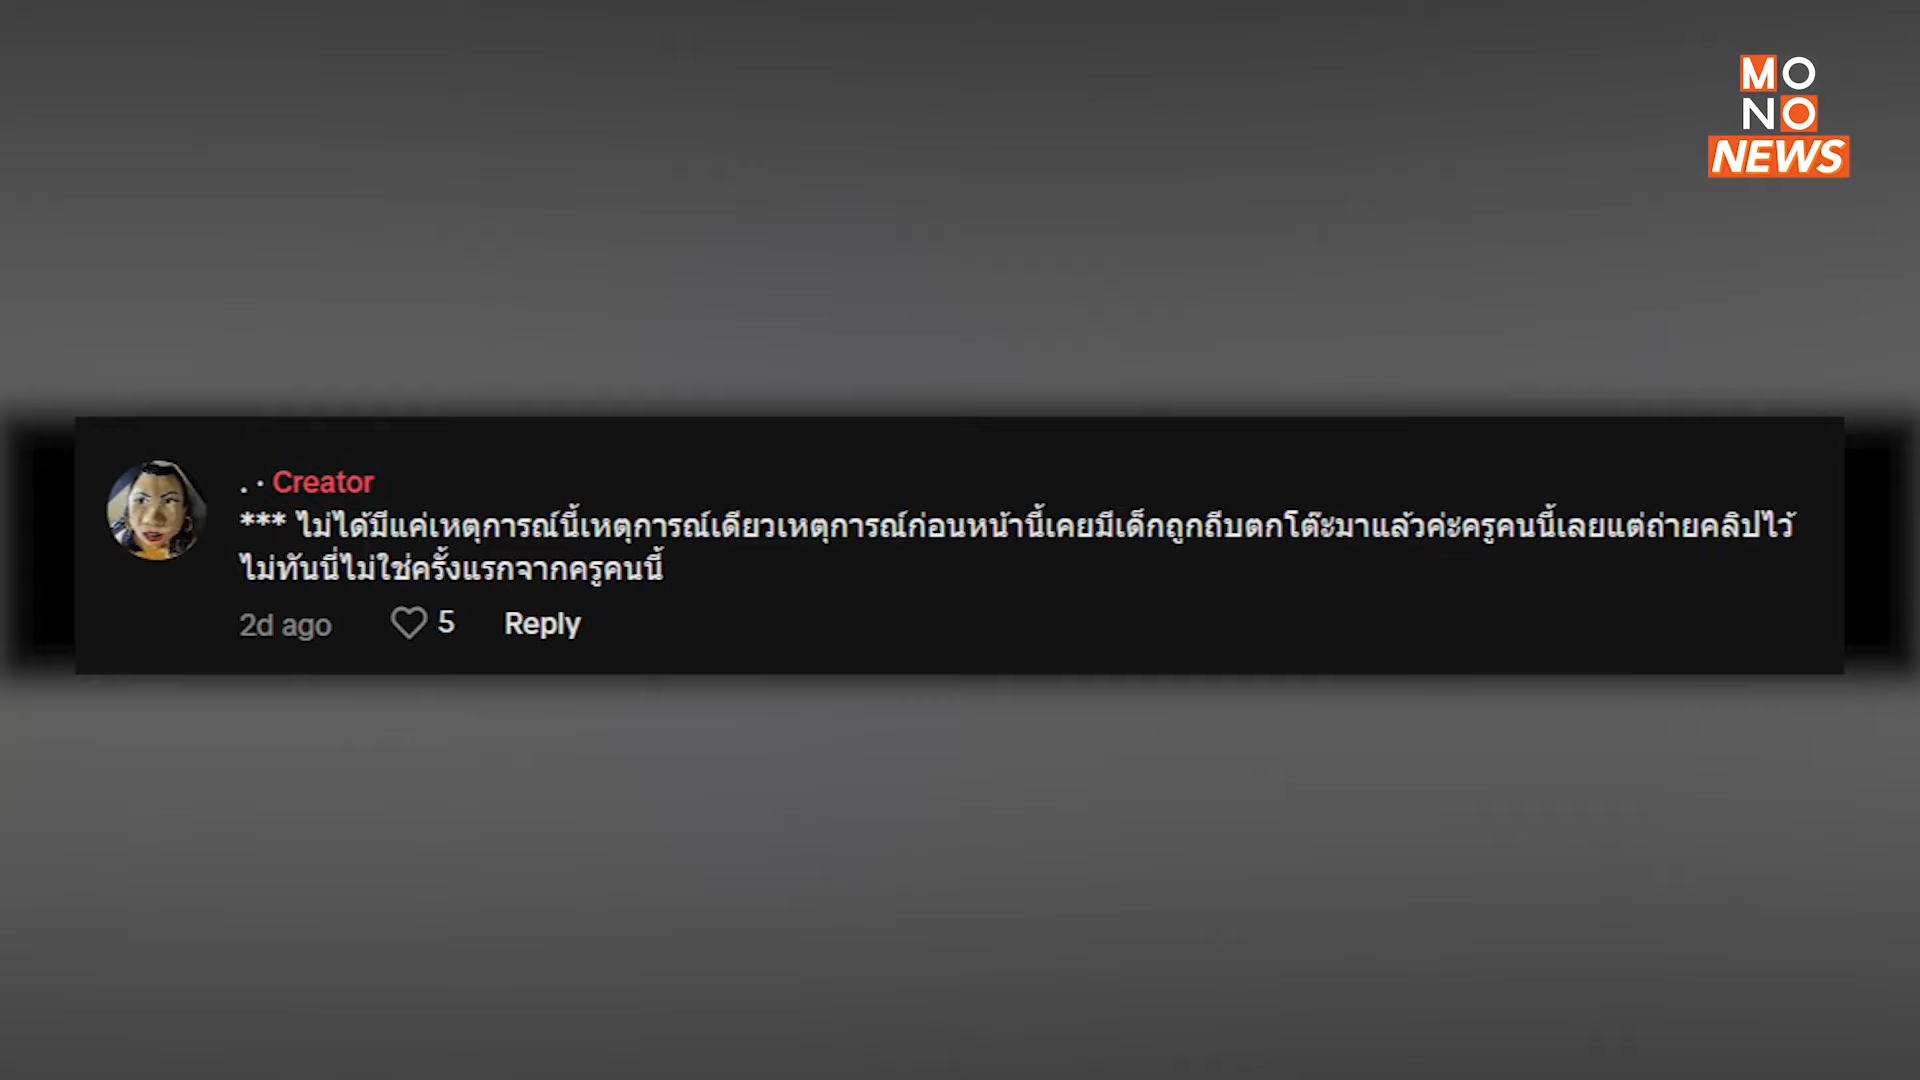 MO
NO
NEWS
. · Creator
*** ไม่ได้มีแค่เหตุการณ์นี้เหตุการณ์เดียวเหตุการณ์ก่อนหน้านี้เคยมีเด็กถูกถีบตกโต๊ะมาแล้วค่ะครูคนนี้เลยแต่ถ่ายคลิปไว้
ไม่ทันนี่ไม่ใช่ครั้งแรกจากครูคนนี้
2d ago 5 Reply